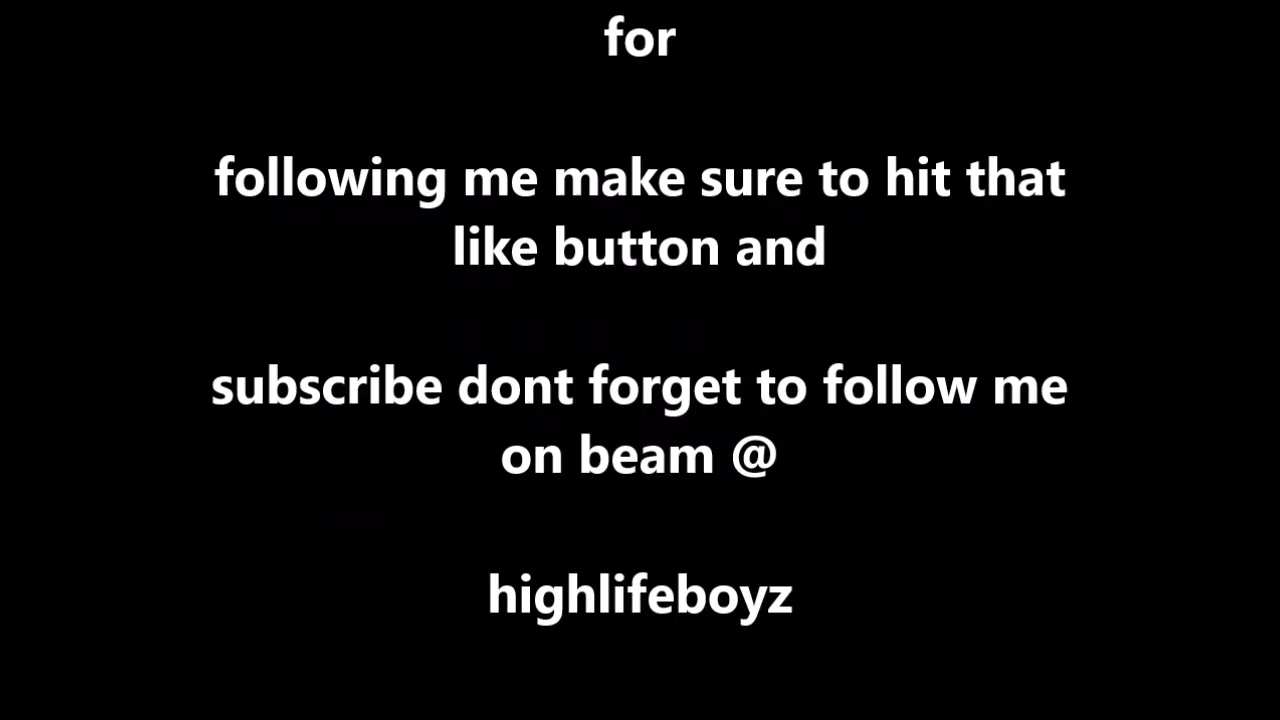 for
following me make sure to hit that
like button and
subscribe dont forget to follow me
on beam @
highlifeboyz